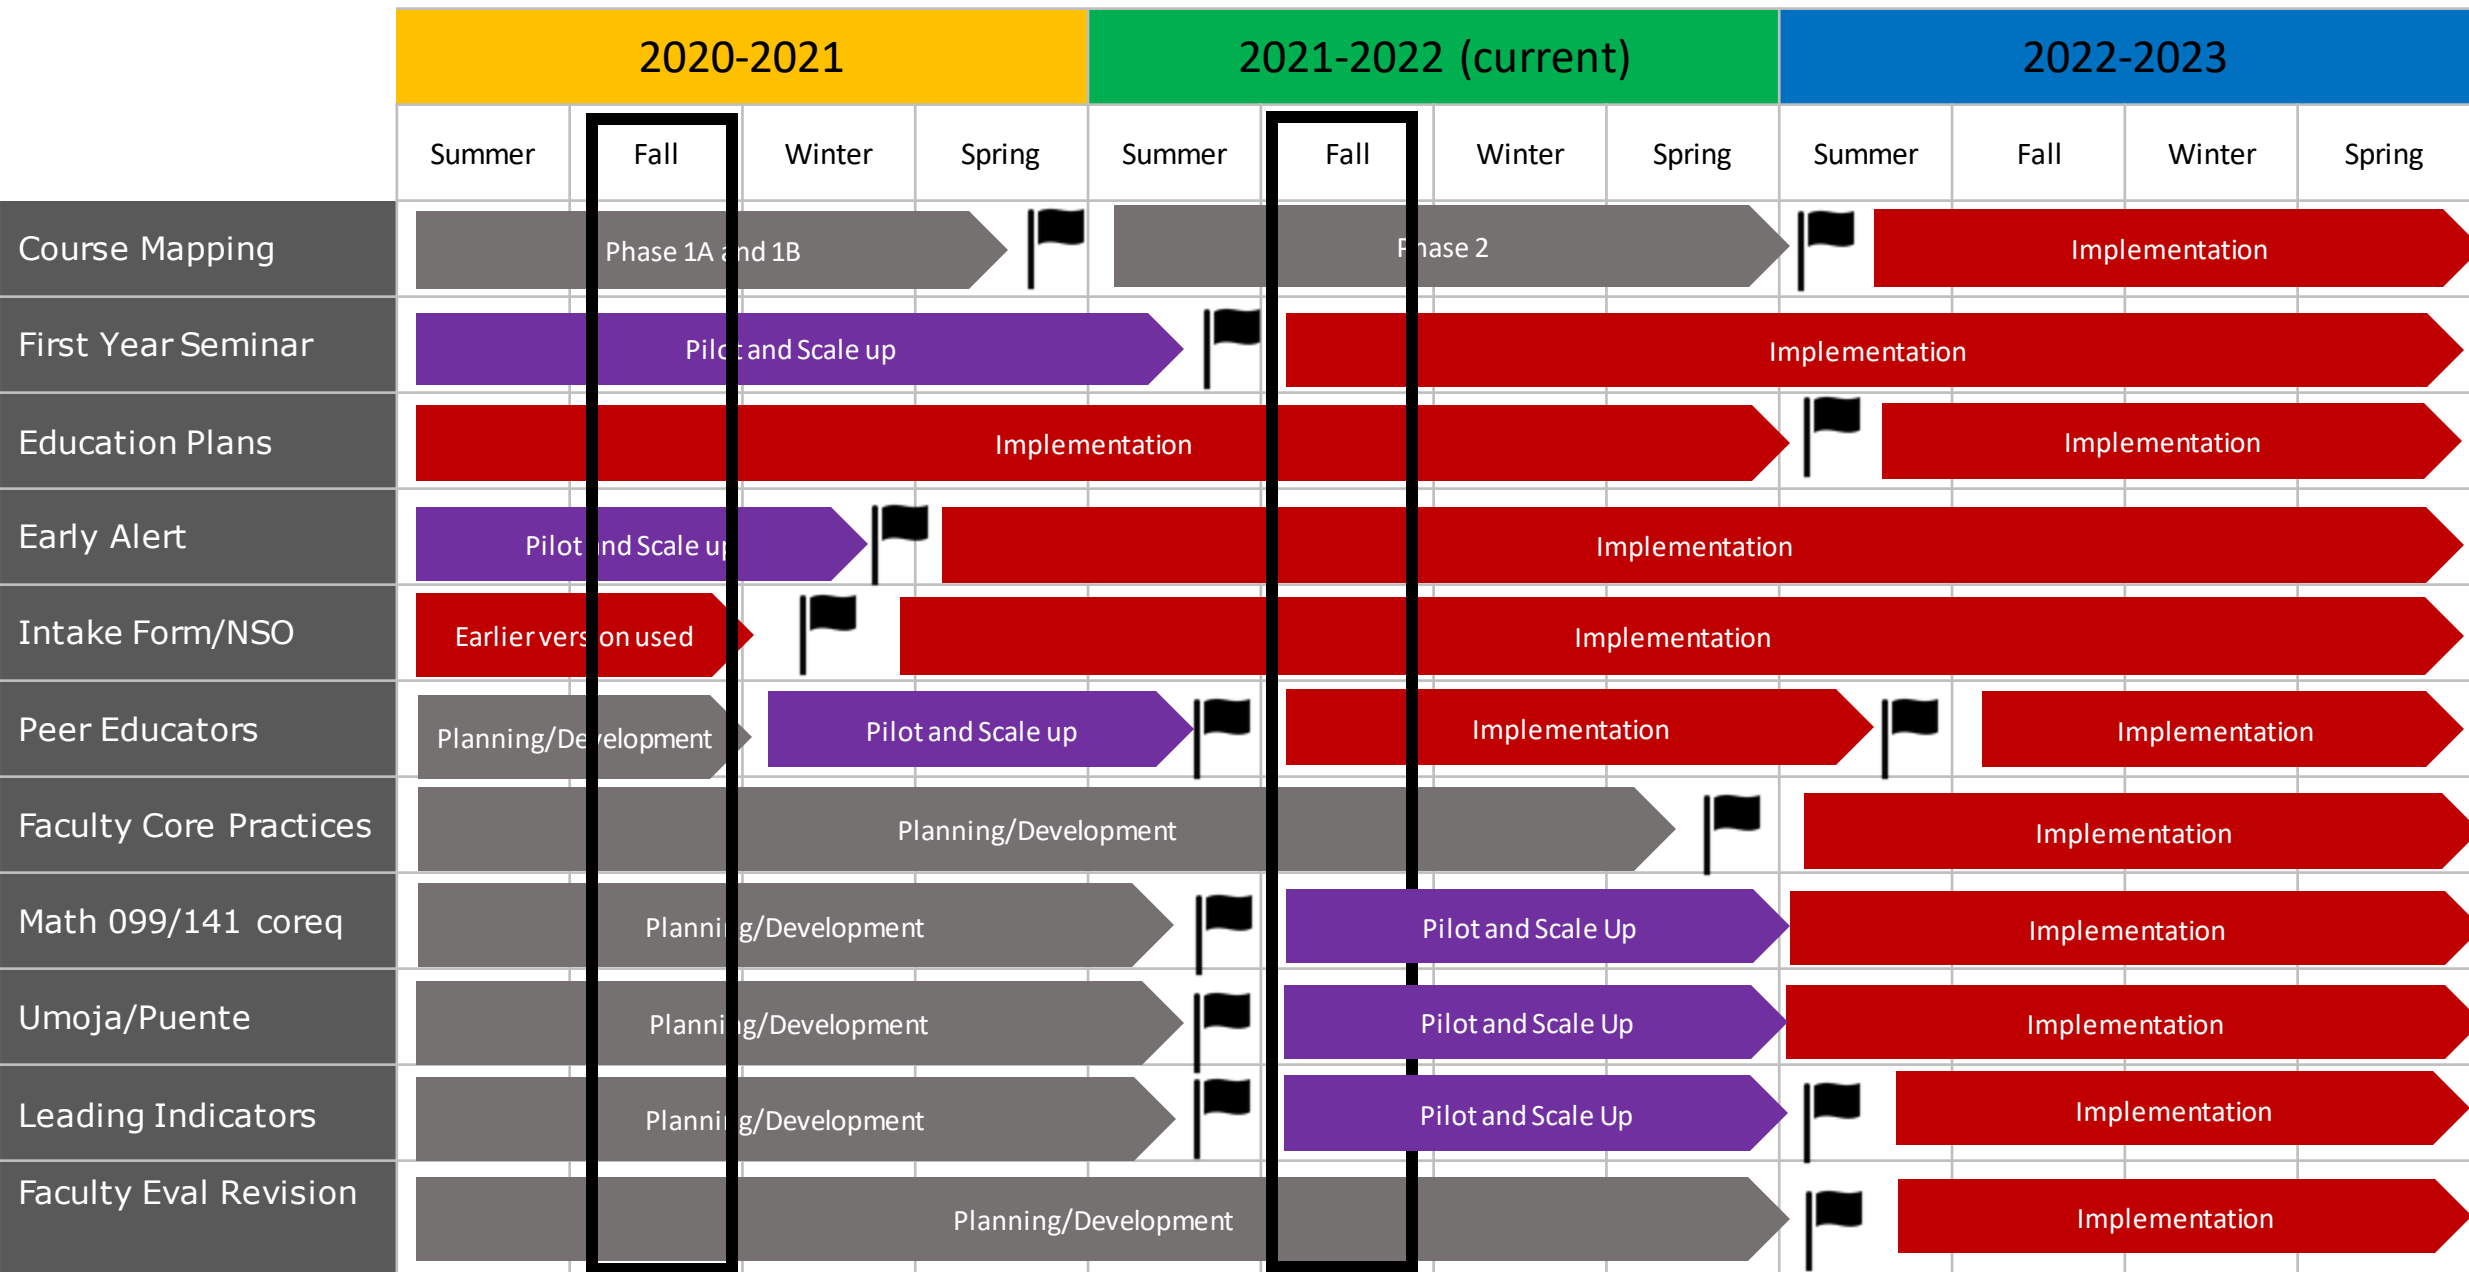 2020-2021
2021-2022 (current)
2022-2023
Summer Fall Winter Spring Summer Fall Winter Spring Summer Fall Winter Spring
Course Mapping
Phase 1A and 1B
Phase 2
Implementation
First Year Seminar
Pilot and Scale up
Implementation
Education Plans
Implementation
Implementation
Early Alert
Pilot and Scale up
Implementation
Intake Form/NSO
Earlier version used
Implementation
Peer Educators
Planning/Development
Pilot and Scale up
Implementation
Implementation
Faculty Core Practices
Planning/Development
Implementation
Math 099/141 coreq
Planning/Development
Pilot and Scale Up
Implementation
Umoja/Puente
Planning/Development
Pilot and Scale Up
Implementation
Leading Indicators
Planning/Development
Pilot and Scale Up
Implementation
Faculty Eval Revision
Planning/Development
Implementation